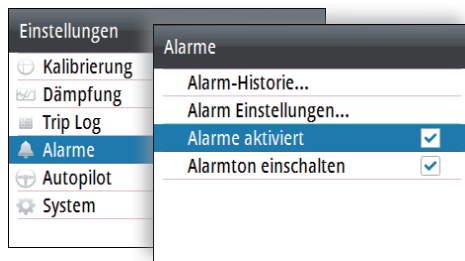 Einstellungen
Kalibrierung
Dämpfung
Trip Log
Alarme
Autopilot
System
Alarme
Alarm-Historie...
Alarm Einstellungen...
Alarme aktiviert
Alarmton einschalten